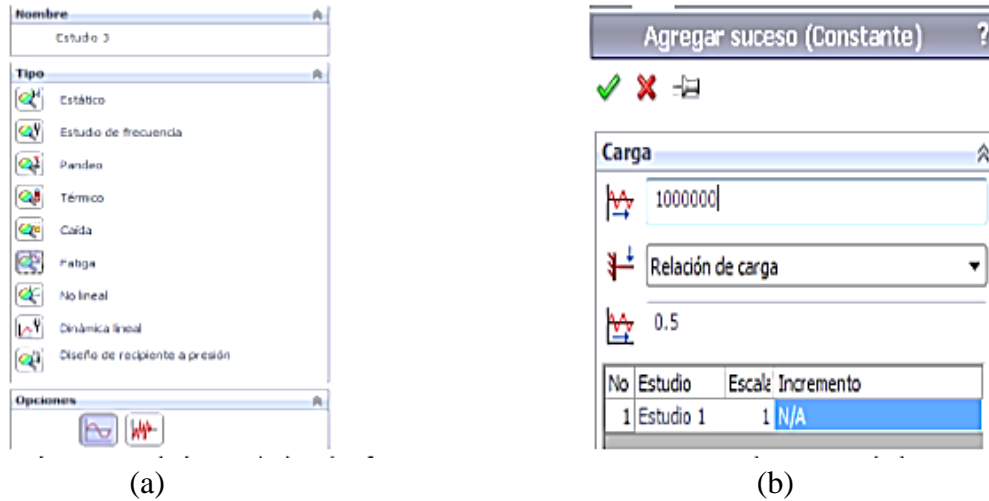 Nombre
Estudio 3
Tipo
Estático
Estudio de frecuencia
Pandeo
Térmico
Caída
Fatiga
No lineal
Dinámica lineal
Diseño de recipiente a presión
Opciones
(a)
Agregar suceso (Constante) ?
Carga
1000000
Relación de carga
0.5
No Estudio Escala Incremento
1 Estudio 1 1 N/A
(b)